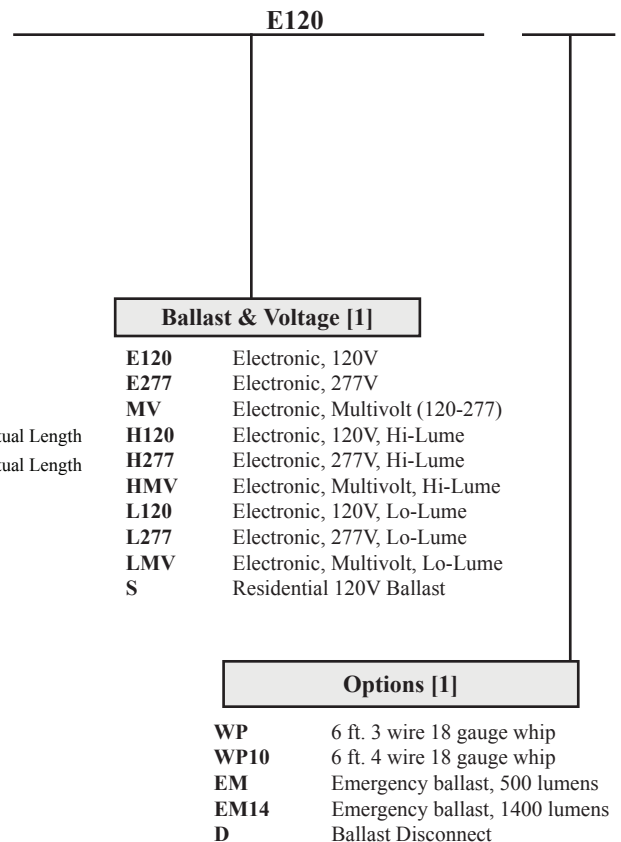 E120
Ballast & Voltage [1]
E120 Electronic, 120V
E277 Electronic, 277V
MV Electronic, Multivolt (120-277)
tual Length H120 Electronic, 120V, Hi-Lume
tual Length H277 Electronic, 277V, Hi-Lume
HMV Electronic, Multivolt, Hi-Lume
L120 Electronic, 120V, Lo-Lume
L277 Electronic, 277V, Lo-Lume
LMV Electronic, Multivolt, Lo-Lume
S Residential 120V Ballast
Options [1]
WP 6 ft. 3 wire 18 gauge whip
WP10 6 ft. 4 wire 18 gauge whip
EM Emergency ballast, 500 lumens
EM14 Emergency ballast, 1400 lumens
D Ballast Disconnect